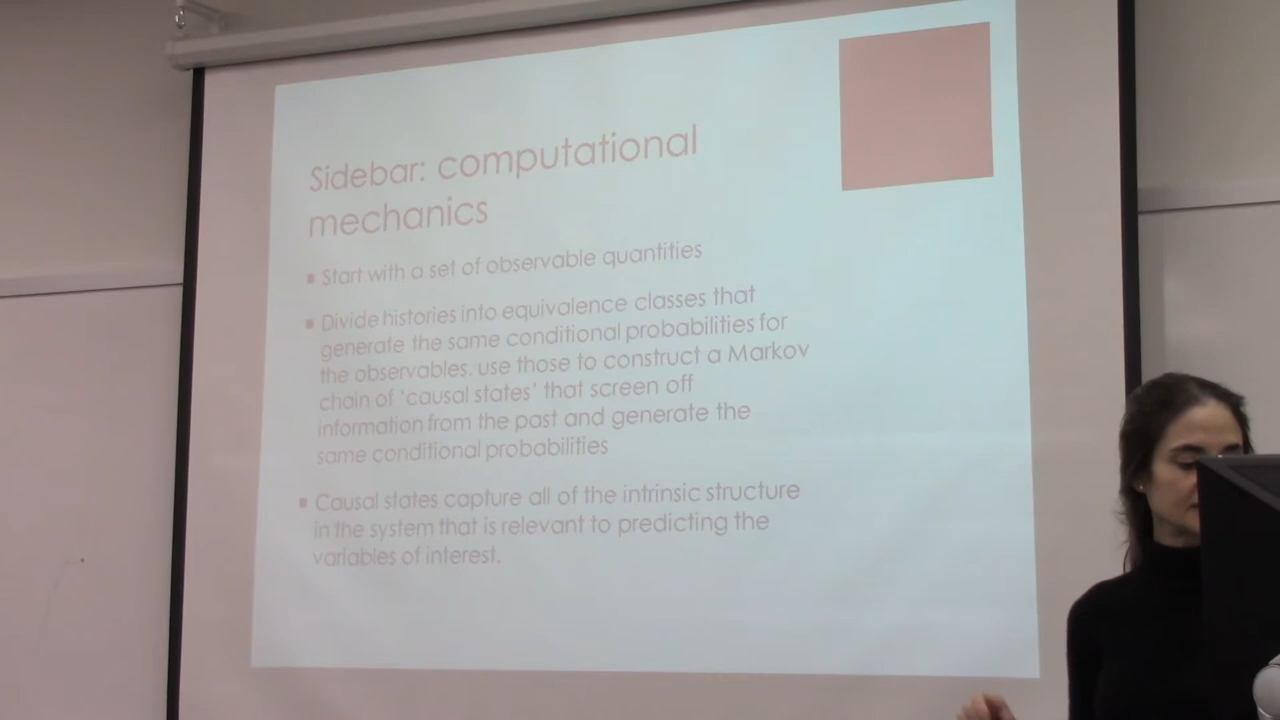 Sidebar: computational
mechanics
▪ Start with a set of observable quantities
▪ Divide histories into equivalence classes that
generate the same conditional probabilities for
the observables. use those to construct a Markov
chain of ‘causal states’ that screen off
information from the past and generate the
same conditional probabilities
▪ Causal states capture all of the intrinsic structure
in the system that is relevant to predicting the
variables of interest.